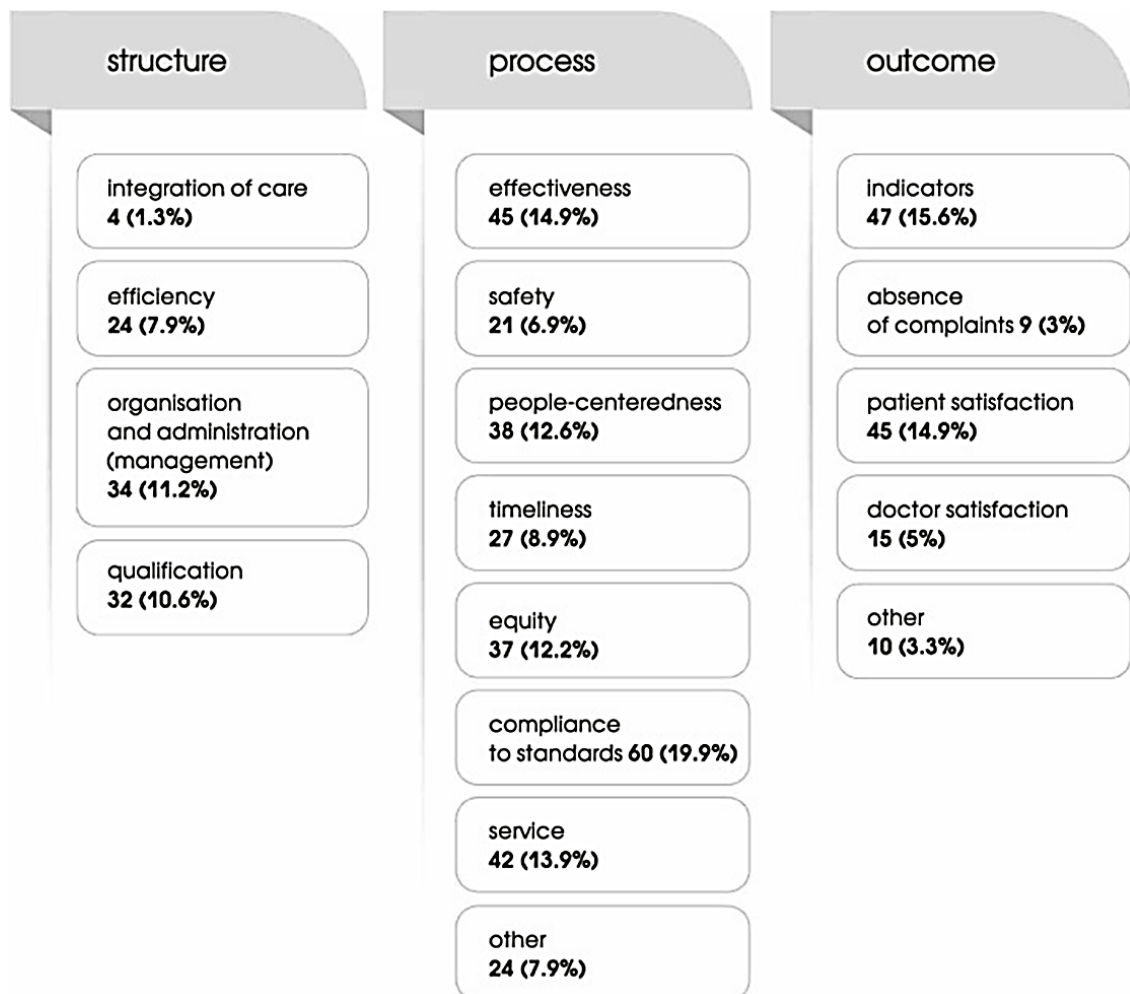 structure
integration of care
4 (1.3%)
efficiency
24 (7.9%)
organisation
and administration
(management)
34 (11.2%)
qualification
32 (10.6%)
process
effectiveness
45 (14.9%)
safety
21 (6.9%)
people-centeredness
38 (12.6%)
timeliness
27 (8.9%)
equity
37 (12.2%)
compliance
to standards 60 (19.9%)
service
42 (13.9%)
other
24 (7.9%)
outcome
indicators
47 (15.6%)
absence
of complaints 9 (3%)
patient satisfaction
45 (14.9%)
doctor satisfaction
15 (5%)
other
10 (3.3%)